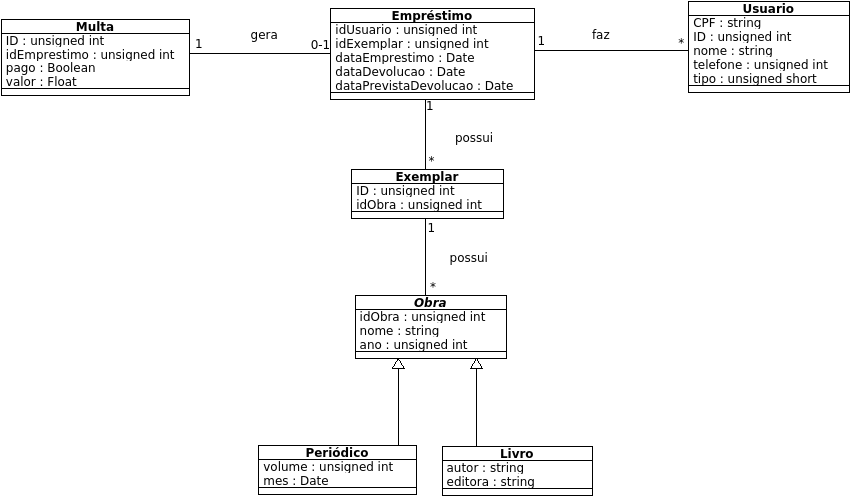 Multa
ID : unsigned int
idEmprestimo : unsigned int
pago : Boolean
valor : Float
1
gera
0-1
Empréstimo
idUsuario : unsigned int
idExemplar : unsigned int
dataEmprestimo : Date
dataDevolucao : Date
dataPrevistaDevolucao : Date
1
faz
*
Usuario
CPF : string
ID : unsigned int
nome : string
telefone : unsigned int
tipo : unsigned short
1
possui
*
Exemplar
ID : unsigned int
idObra : unsigned int
1
possui
*
Obra
idObra : unsigned int
nome : string
ano : unsigned int
Periódico
volume : unsigned int
mes : Date
Livro
autor : string
editora : string